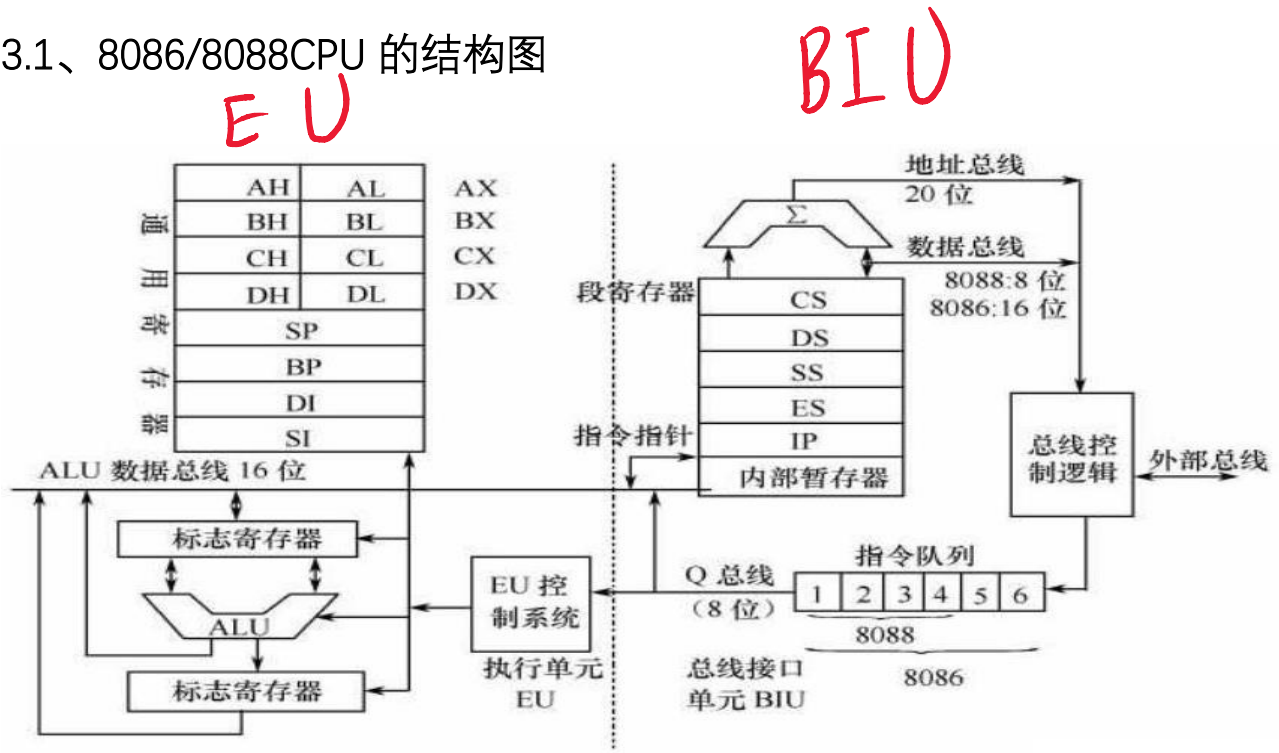 3.1、8086/8088CPU 的结构图
EU
BIU
通用寄存器
AH AL AX
BH BL BX
CH CL CX
DH DL DX
SP
BP
DI
SI
ALU 数据总线 16 位
标志寄存器
ALU
标志寄存器
EU 控
制系统
执行单元
EU
地址总线
20 位
Σ
数据总线
8088:8 位
8086:16 位
段寄存器
CS
DS
SS
ES
指令指针
IP
内部暂存器
总线控
制逻辑
外部总线
指令队列
Q 总线
（8 位）
1 2 3 4 5 6
8088
8086
总线接口
单元 BIU